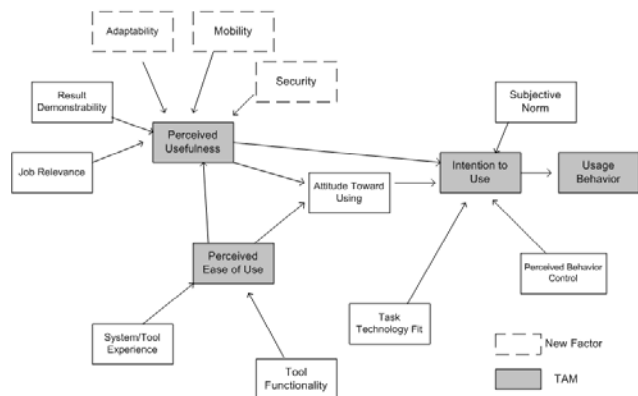 Adaptability
Mobility
Security
Result
Demonstrability
Perceived
Usefulness
Subjective
Norm
Job Relevance
Intention to
Use
Usage
Behavior
Attitude Toward
Using
Perceived
Ease of Use
Perceived Behavior
Control
System/Tool
Experience
Task
Technology Fit
Tool
Functionality
New Factor
TAM